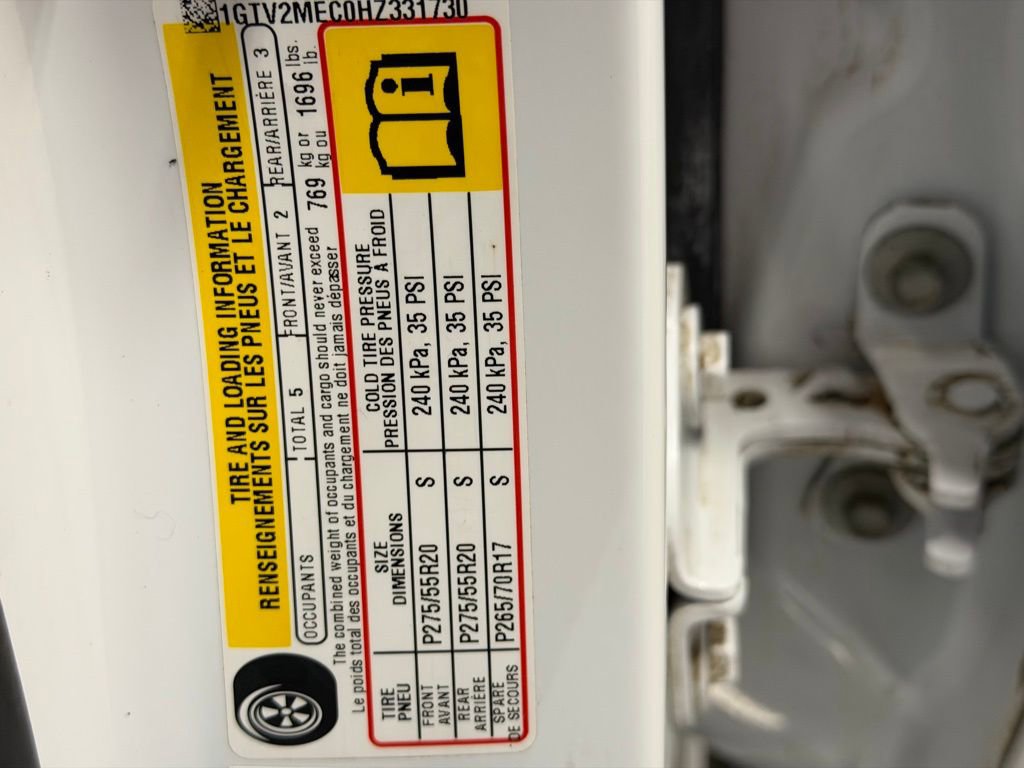 1GTV2MEC0HZ331730
TIRE AND LOADING INFORMATION
RENSEIGNEMENTS SUR LES PNEUS ET LE CHARGEMENT
OCCUPANTS TOTAL 5 FRONT/AVANT 2 REAR/ARRIÈRE 3
The combined weight of occupants and cargo should never exceed 769 kg or 1696 lbs.
Le poids total des occupants et du chargement ne doit jamais dépasser kg ou lb.
TIRE SIZE COLD TIRE PRESSURE
PNEU DIMENSIONS PRESSION DES PNEUS À FROID
FRONT
AVANT P275/55R20 S 240 kPa, 35 PSI
REAR
ARRIÈRE P275/55R20 S 240 kPa, 35 PSI
SPARE
DE SECOURS P265/70R17 S 240 kPa, 35 PSI
i